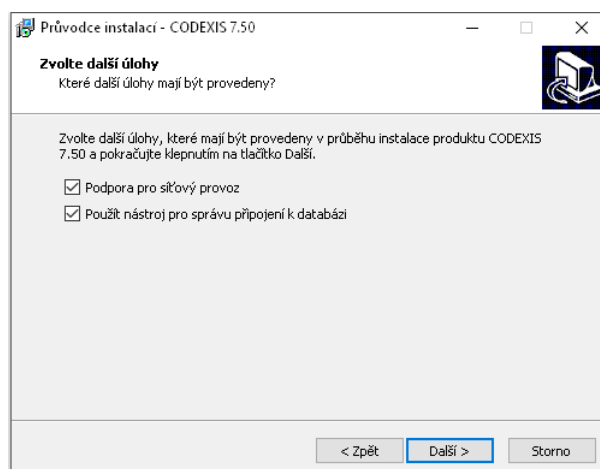 Průvodce instalací - CODEXIS 7.50
Zvolte další úlohy
Které další úlohy mají být provedeny?
Zvolte další úlohy, které mají být provedeny v průběhu instalace produktu CODEXIS
7.50 a pokračujte klepnutím na tlačítko Další.
Podpora pro síťový provoz
Použít nástroj pro správu připojení k databázi
< Zpět
Další >
Storno